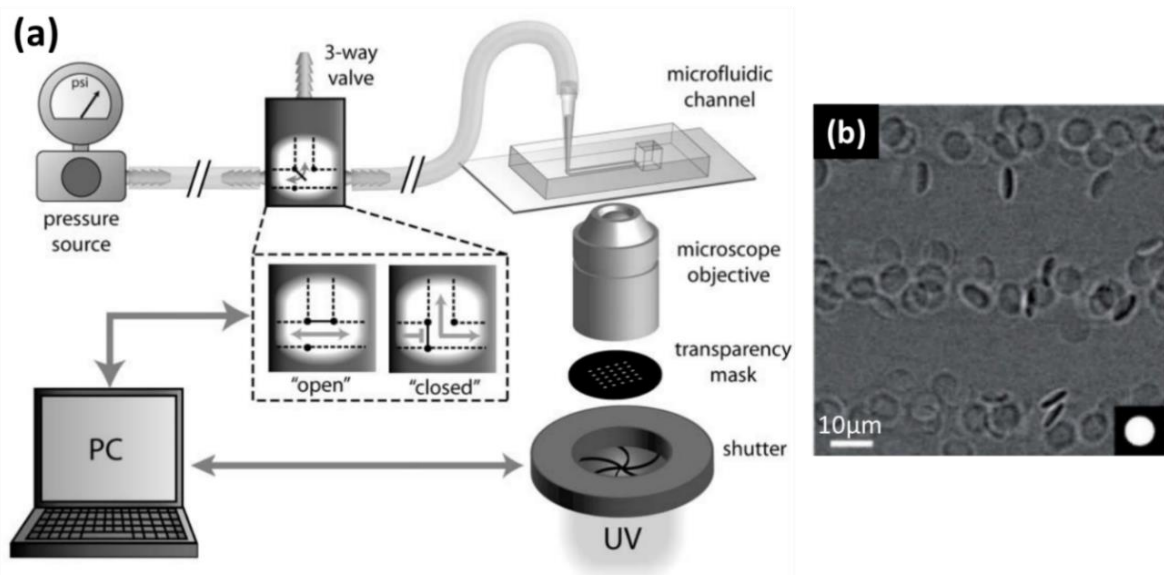 (a)
psi
3-way
valve
microfluidic
channel
pressure
source
microscope
objective
"open"
"closed"
transparency
mask
PC
shutter
UV
(b)
10µm